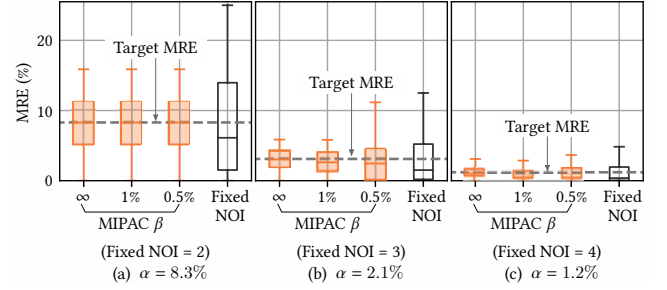 20
10
0
MRE (%)
Target MRE
Target MRE
Target MRE
∞ 1% 0.5% Fixed NOI
MIPAC β
∞ 1% 0.5% Fixed NOI
MIPAC β
∞ 1% 0.5% Fixed NOI
MIPAC β
(Fixed NOI = 2) (Fixed NOI = 3) (Fixed NOI = 4)
(a) α = 8.3% (b) α = 2.1% (c) α = 1.2%